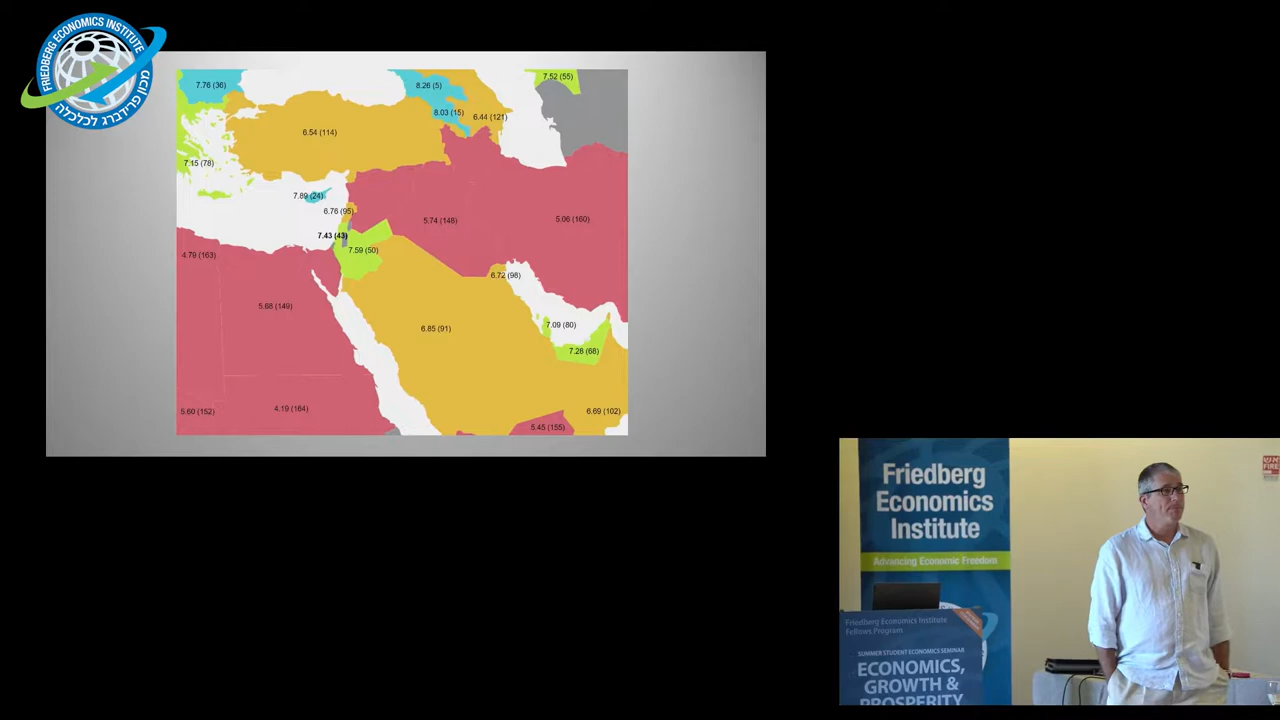 FRIEDBERG ECONOMICS INSTITUTE
מכון פרידברג לכלכלה
7.76 (36)
8.26 (5)
7.52 (55)
8.03 (15)
6.44 (121)
6.54 (114)
7.15 (78)
7.89 (24)
6.76 (95)
5.74 (148)
5.06 (160)
7.43 (43)
7.59 (50)
4.79 (163)
6.72 (98)
5.68 (149)
6.85 (91)
7.09 (80)
7.28 (68)
5.60 (152)
4.19 (164)
6.69 (102)
5.45 (155)
Friedberg
Economics
Institute
Advancing Economic Freedom
אש
FIRE
Friedberg Economics Institute
Fellows Program
SUMMER STUDENT ECONOMICS SEMINAR
ECONOMICS,
GROWTH &
PROSPERITY